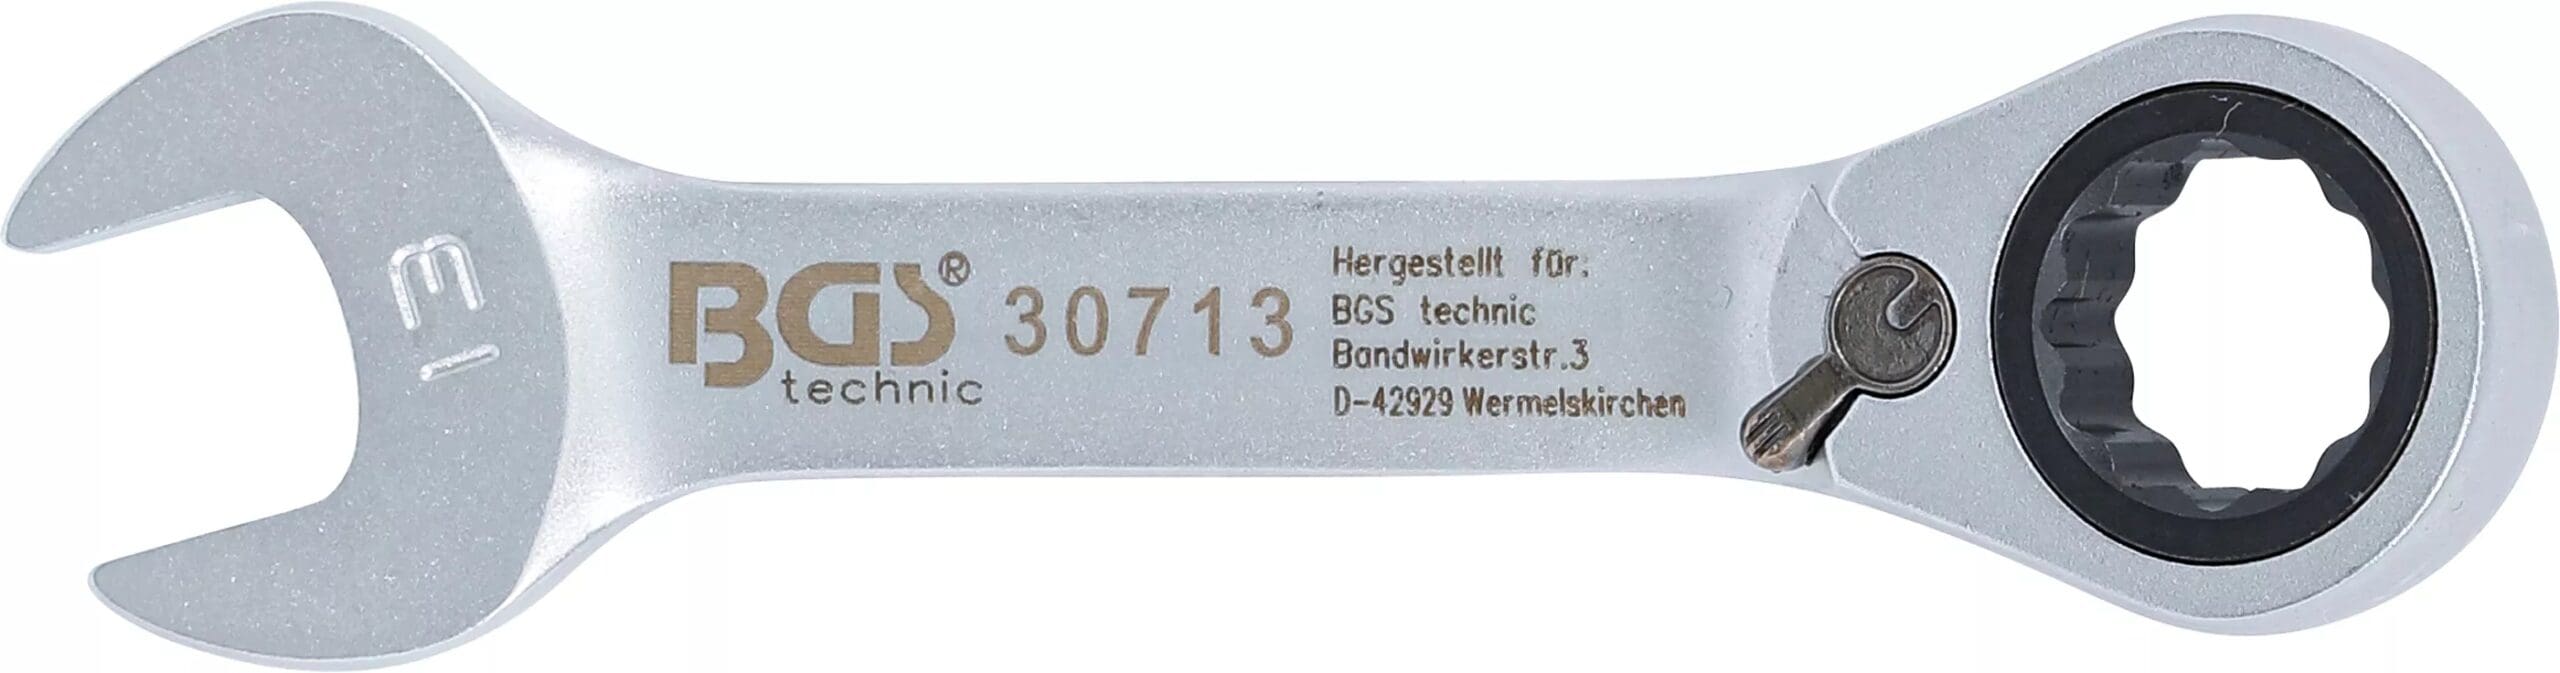 13
BGS®
technic
30713
Hergestellt für:
BGS technic
Bandwirkerstr.3
D-42929 Wermelskirchen